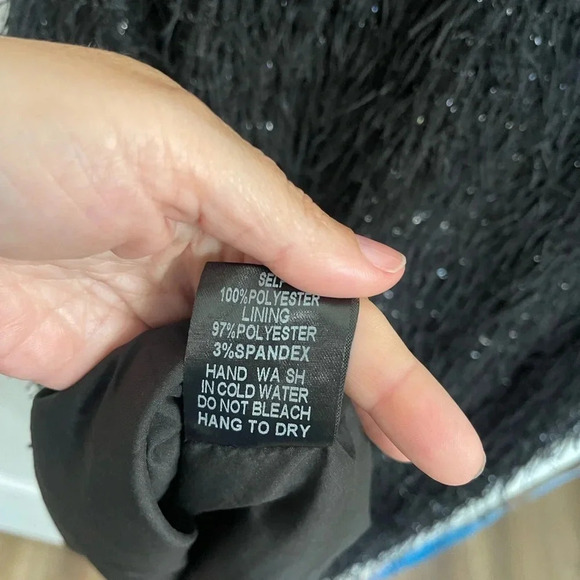 SELF
100%POLYESTER
LINING
97%POLYESTER
3%SPANDEX
HAND WA SH
IN COLD WATER
DO NOT BLEACH
HANG TO DRY